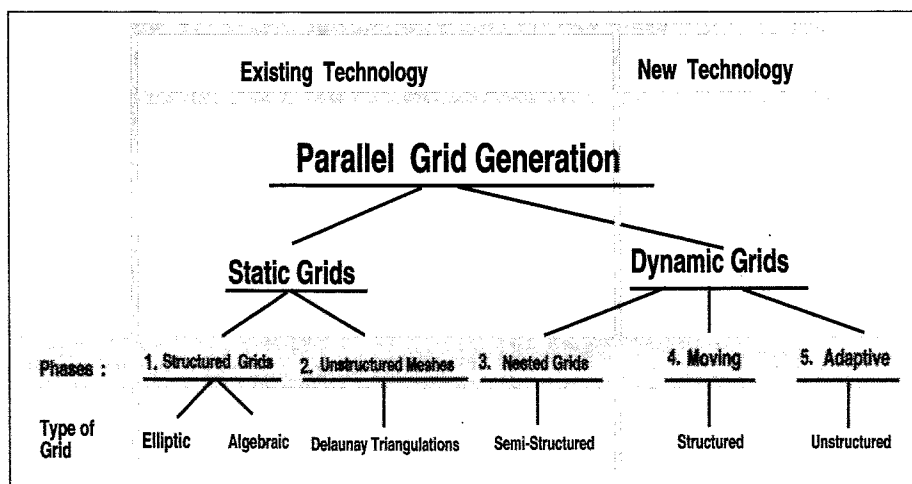 Existing Technology
New Technology
Parallel Grid Generation
Static Grids
Dynamic Grids
Phases :
1. Structured Grids
2. Unstructured Meshes
3. Nested Grids
4. Moving
5. Adaptive
Type of
Grid
Elliptic
Algebraic
Delaunay Triangulations
Semi-Structured
Structured
Unstructured